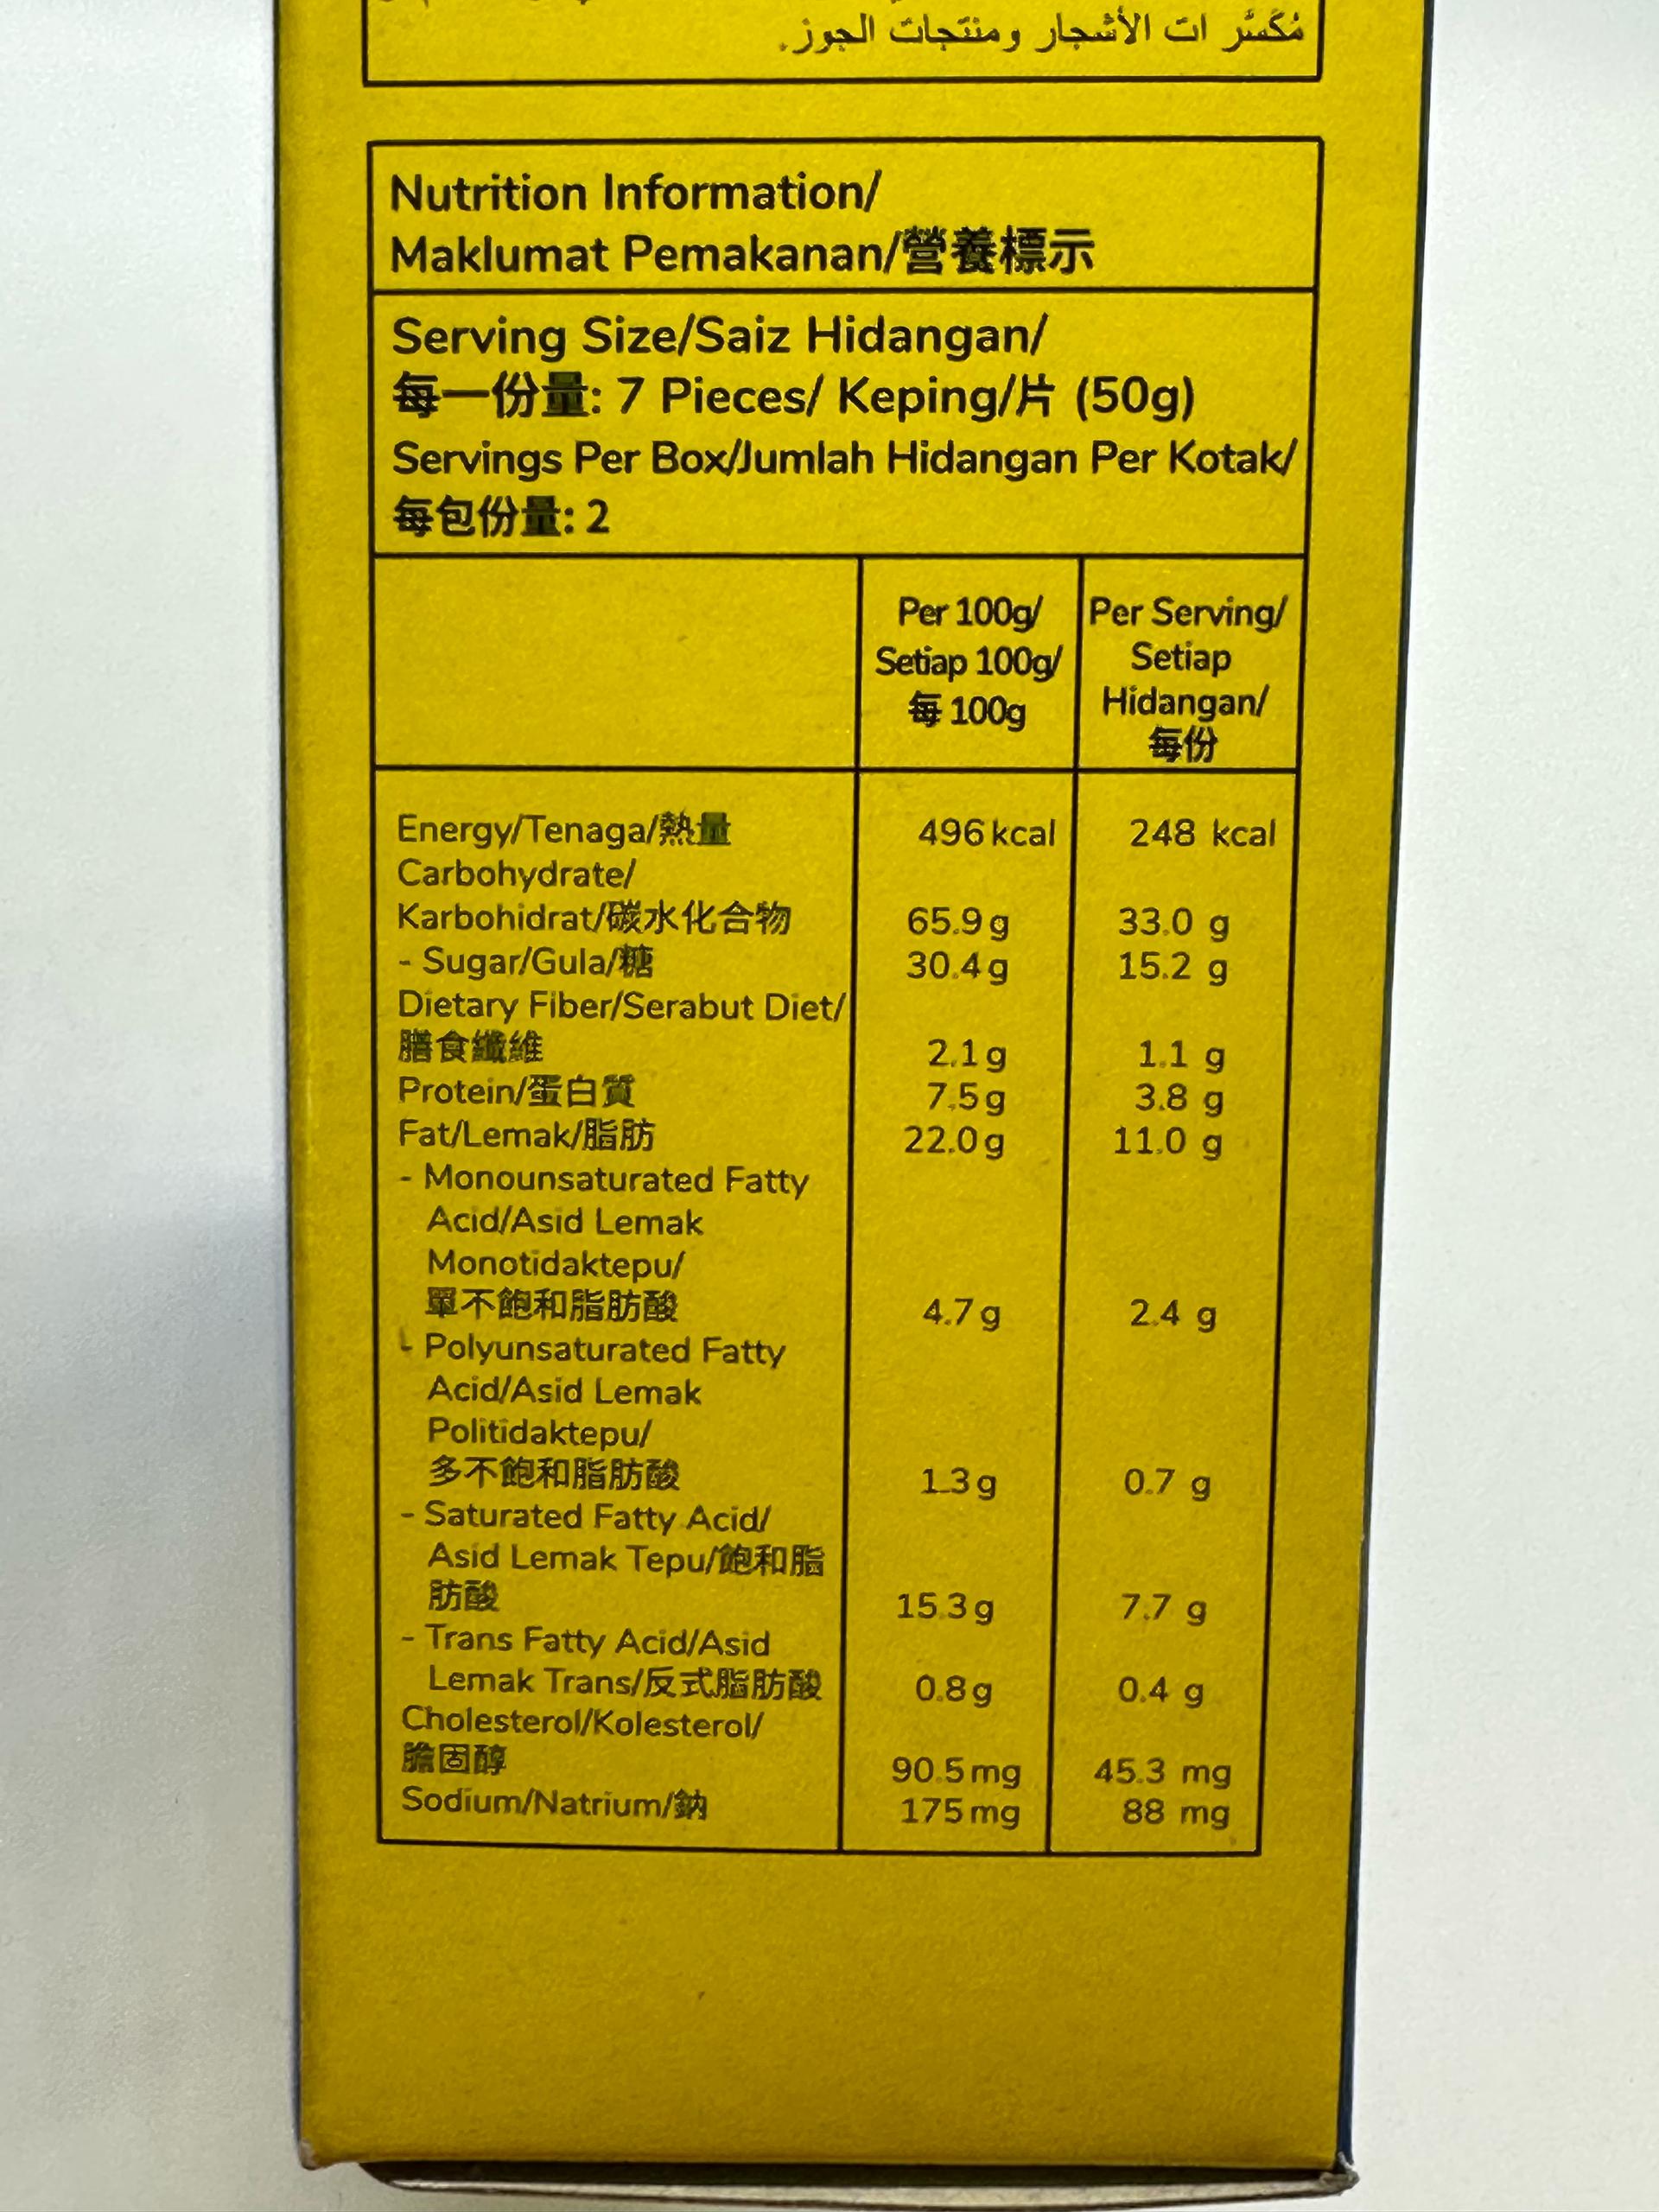 مُكَسَّر ات الأشجار ومنتجات الجوز.
Nutrition Information/
Maklumat Pemakanan/營養標示
Serving Size/Saiz Hidangan/
每一份量: 7 Pieces/ Keping/片 (50g)
Servings Per Box/Jumlah Hidangan Per Kotak/
每包份量: 2
Per 100g/
Setiap 100g/
每 100g
Per Serving/
Setiap
Hidangan/
每份
Energy/Tenaga/熱量 496 kcal 248 kcal
Carbohydrate/
Karbohidrat/碳水化合物 65.9 g 33.0 g
- Sugar/Gula/糖 30.4 g 15.2 g
Dietary Fiber/Serabut Diet/
膳食纖維 2.1 g 1.1 g
Protein/蛋白質 7.5 g 3.8 g
Fat/Lemak/脂肪 22.0 g 11.0 g
- Monounsaturated Fatty
Acid/Asid Lemak
Monotidaktepu/
單不飽和脂肪酸 4.7 g 2.4 g
- Polyunsaturated Fatty
Acid/Asid Lemak
Politidaktepu/
多不飽和脂肪酸 1.3 g 0.7 g
- Saturated Fatty Acid/
Asid Lemak Tepu/飽和脂
肪酸 15.3 g 7.7 g
- Trans Fatty Acid/Asid
Lemak Trans/反式脂肪酸 0.8 g 0.4 g
Cholesterol/Kolesterol/
膽固醇 90.5 mg 45.3 mg
Sodium/Natrium/鈉 175 mg 88 mg